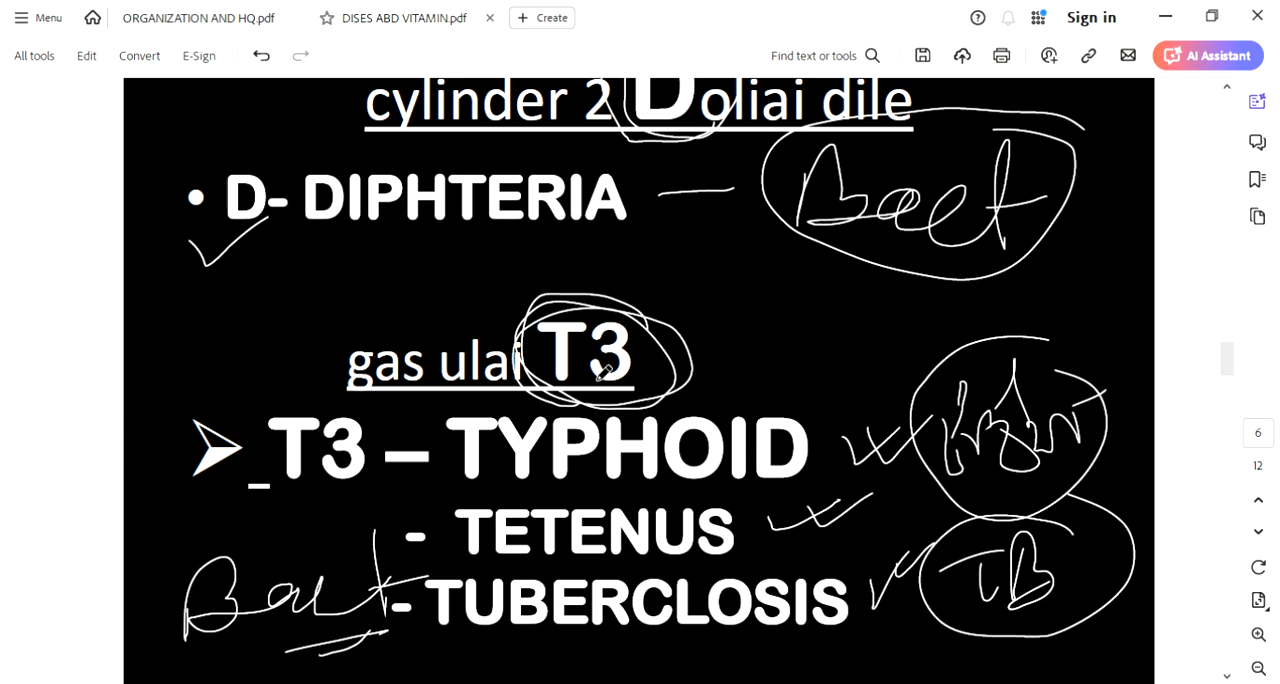 Menu ORGANIZATION AND HQ.pdf DISES ABD VITAMIN.pdf Create Sign in
All tools Edit Convert E-Sign Find text or tools AI Assistant
cylinder 2 Doliai dile
• D- DIPHTERIA — Bact
gas ulai T3
➢ _T3 – TYPHOID
- TETENUS
Bact - TUBERCLOSIS TB
6
12